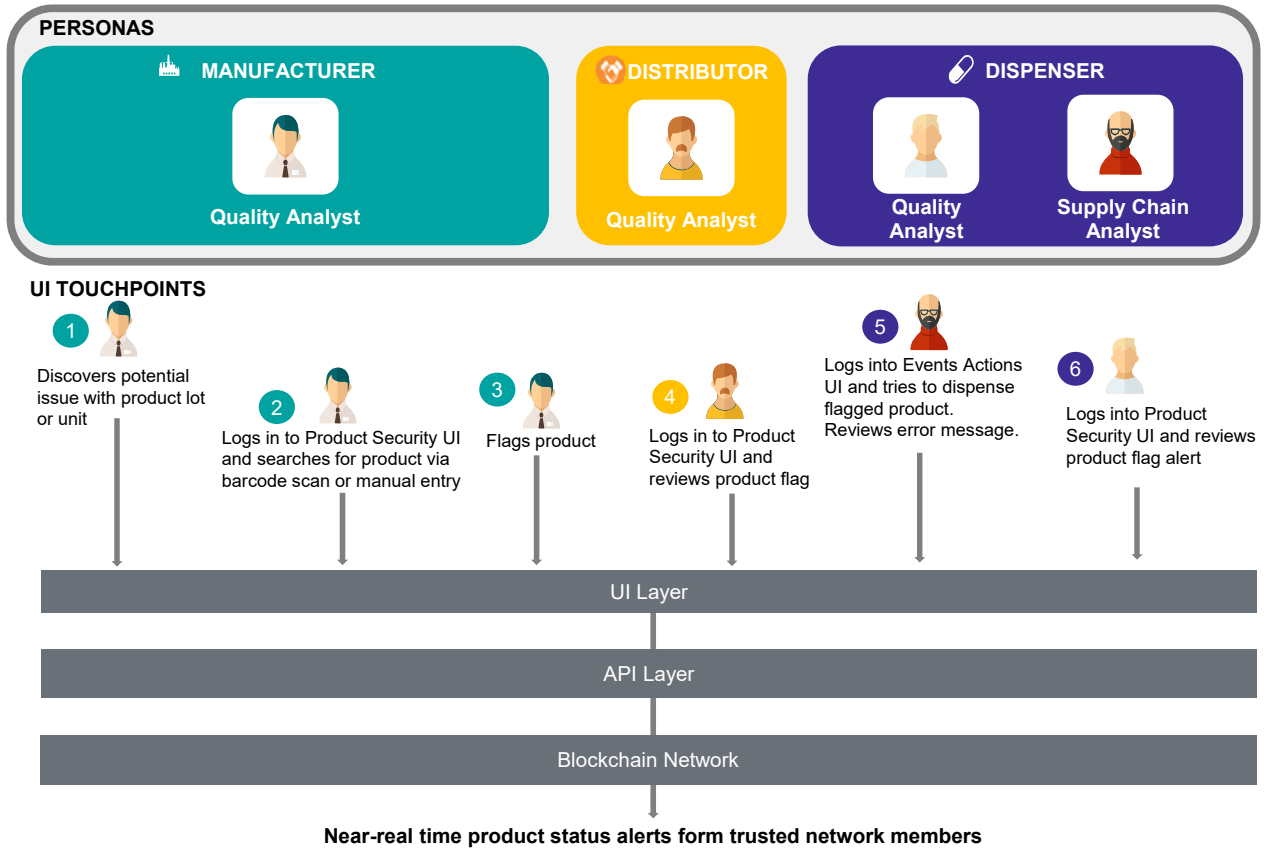 PERSONAS
MANUFACTURER
Quality Analyst
DISTRIBUTOR
Quality Analyst
DISPENSER
Quality
Analyst
Supply Chain
Analyst
UI TOUCHPOINTS
1
Discovers potential
issue with product lot
or unit
2
Logs in to Product Security UI
and searches for product via
barcode scan or manual entry
3
Flags product
4
Logs in to Product
Security UI and
reviews product flag
5
Logs into Events Actions
UI and tries to dispense
flagged product.
Reviews error message.
6
Logs into Product
Security UI and reviews
product flag alert
UI Layer
API Layer
Blockchain Network
Near-real time product status alerts form trusted network members